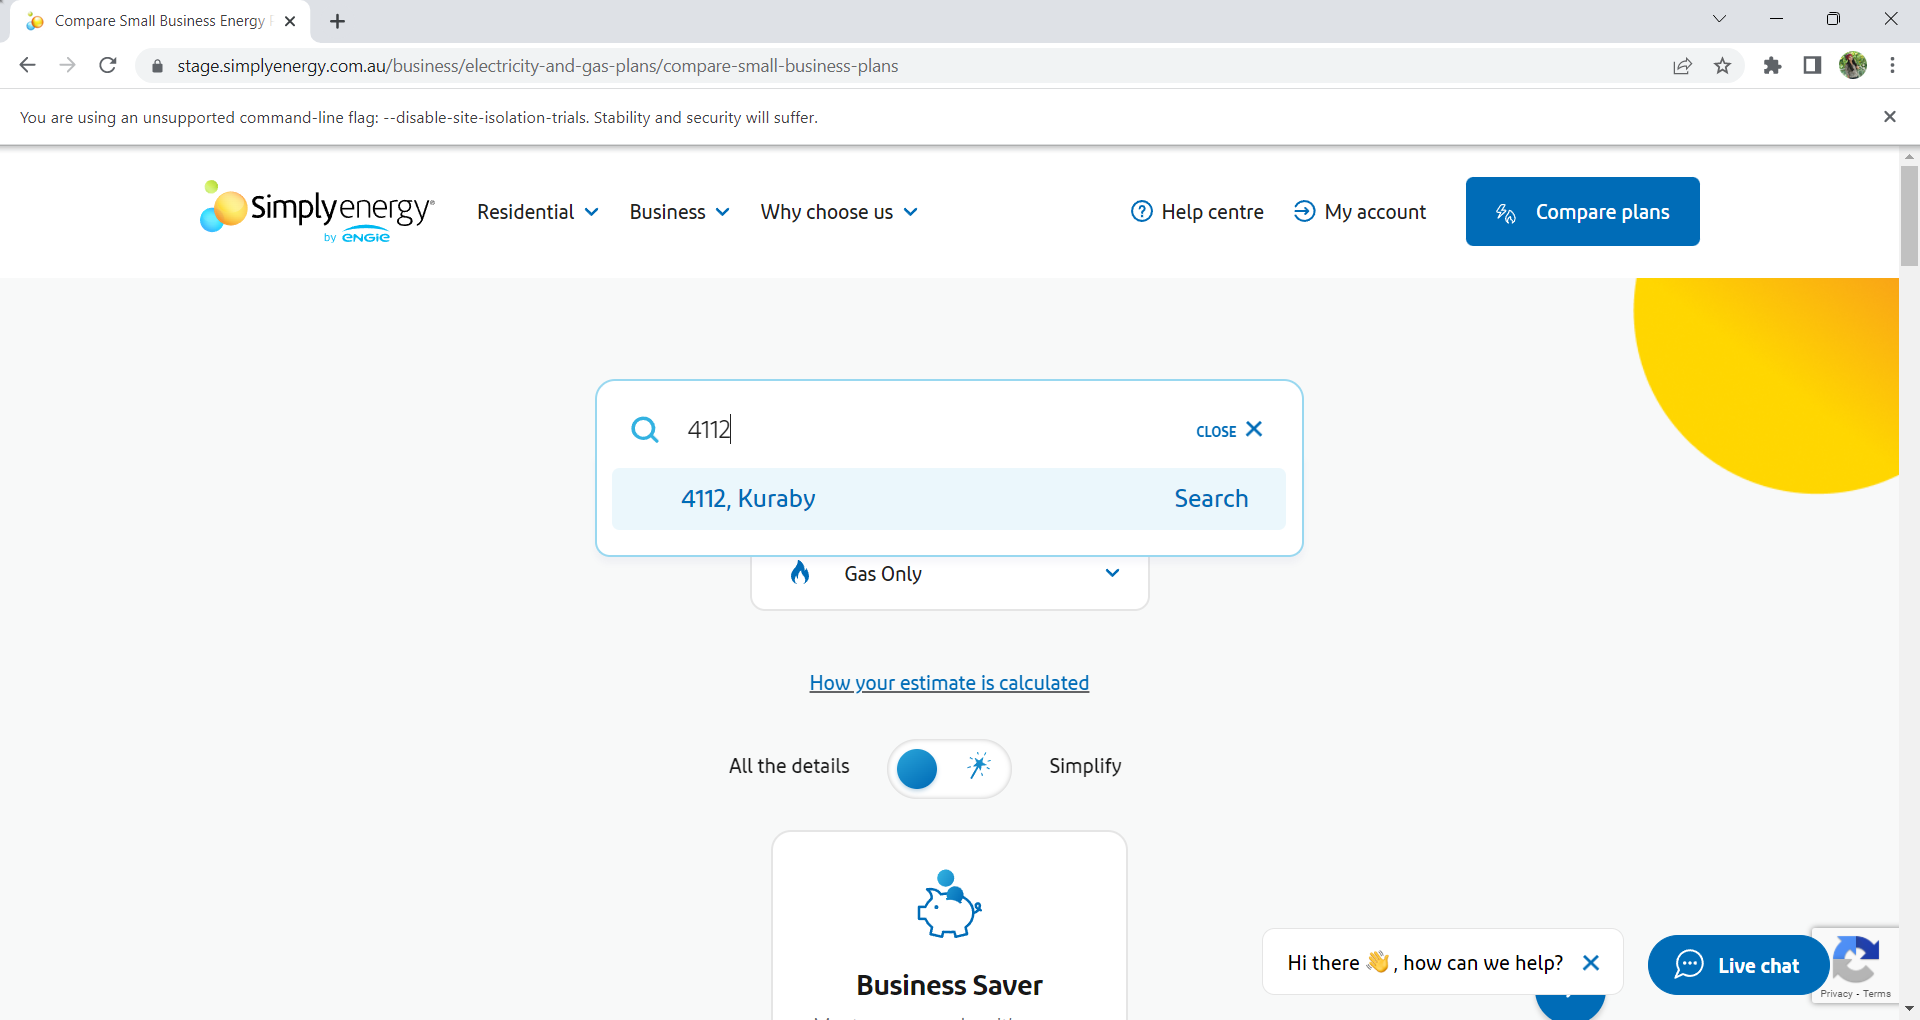 Compare Small Business Energy
stage.simplyenergy.com.au/business/electricity-and-gas-plans/compare-small-business-plans
You are using an unsupported command-line flag: --disable-site-isolation-trials. Stability and security will suffer.
Simplyenergy®
by ENGIE
Residential
Business
Why choose us
Help centre
My account
Compare plans
4112
CLOSE
4112, Kuraby
Search
Gas Only
How your estimate is calculated
All the details
Simplify
Business Saver
Hi there 👋, how can we help?
Live chat
Privacy - Terms